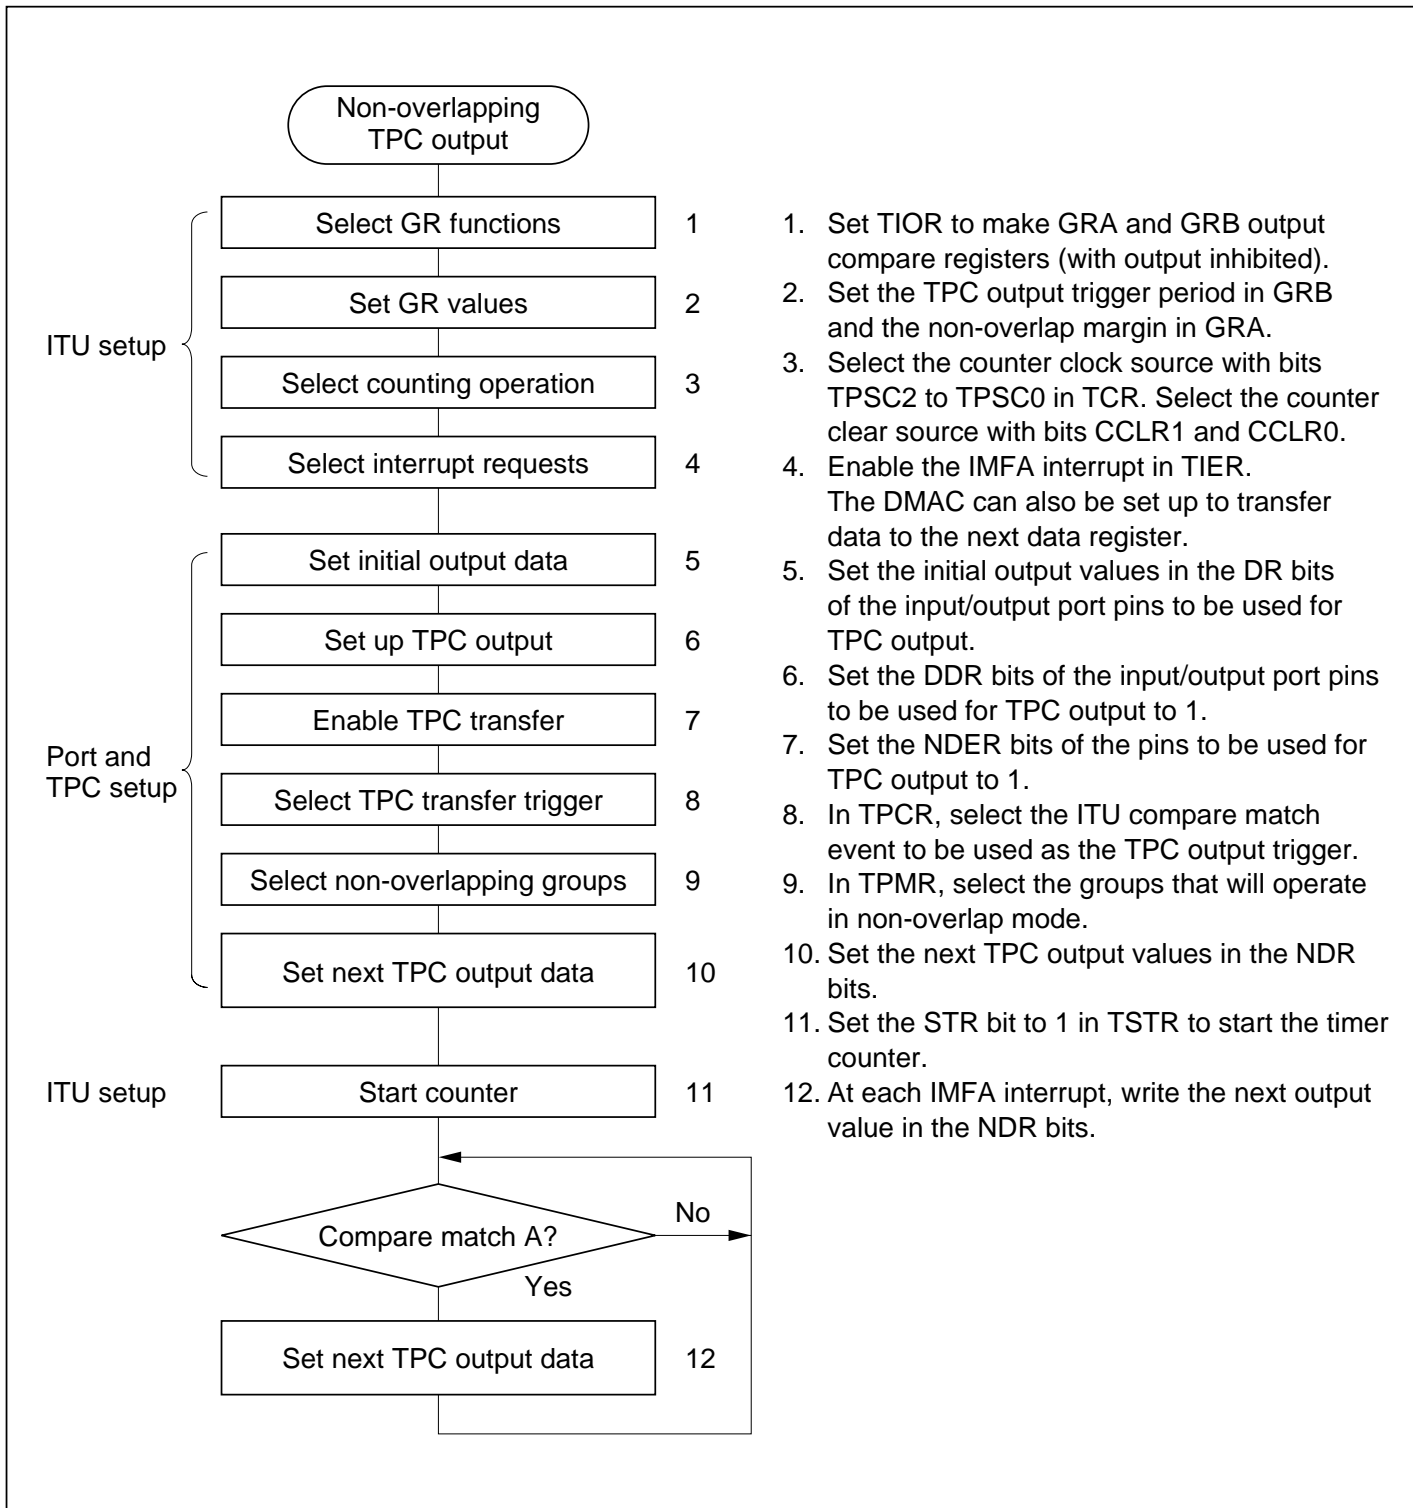 Non-overlapping
TPC output
ITU setup
Select GR functions 1
Set GR values 2
Select counting operation 3
Select interrupt requests 4
Port and
TPC setup
Set initial output data 5
Set up TPC output 6
Enable TPC transfer 7
Select TPC transfer trigger 8
Select non-overlapping groups 9
Set next TPC output data 10
ITU setup
Start counter 11
Compare match A?
No
Yes
Set next TPC output data 12
1. Set TIOR to make GRA and GRB output
compare registers (with output inhibited).
2. Set the TPC output trigger period in GRB
and the non-overlap margin in GRA.
3. Select the counter clock source with bits
TPSC2 to TPSC0 in TCR. Select the counter
clear source with bits CCLR1 and CCLR0.
4. Enable the IMFA interrupt in TIER.
The DMAC can also be set up to transfer
data to the next data register.
5. Set the initial output values in the DR bits
of the input/output port pins to be used for
TPC output.
6. Set the DDR bits of the input/output port pins
to be used for TPC output to 1.
7. Set the NDER bits of the pins to be used for
TPC output to 1.
8. In TPCR, select the ITU compare match
event to be used as the TPC output trigger.
9. In TPMR, select the groups that will operate
in non-overlap mode.
10. Set the next TPC output values in the NDR
bits.
11. Set the STR bit to 1 in TSTR to start the timer
counter.
12. At each IMFA interrupt, write the next output
value in the NDR bits.